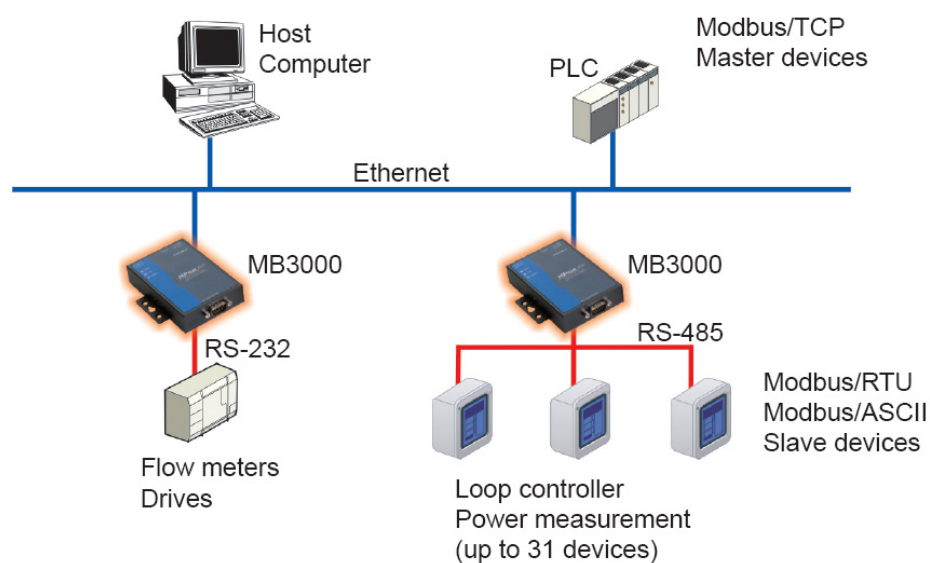 Host
Computer
Modbus/TCP
Master devices
PLC
Ethernet
MB3000
MB3000
RS-232
RS-485
Flow meters
Drives
Modbus/RTU
Modbus/ASCII
Slave devices
Loop controller
Power measurement
(up to 31 devices)